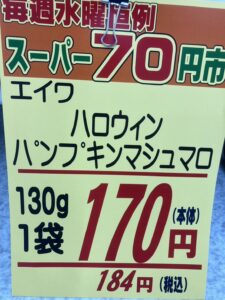 毎週水曜恒例
スーパー70円市
エイワ
ハロウィン
パンプキンマシュマロ
130g
1袋
170円
(本体)
184円(税込)